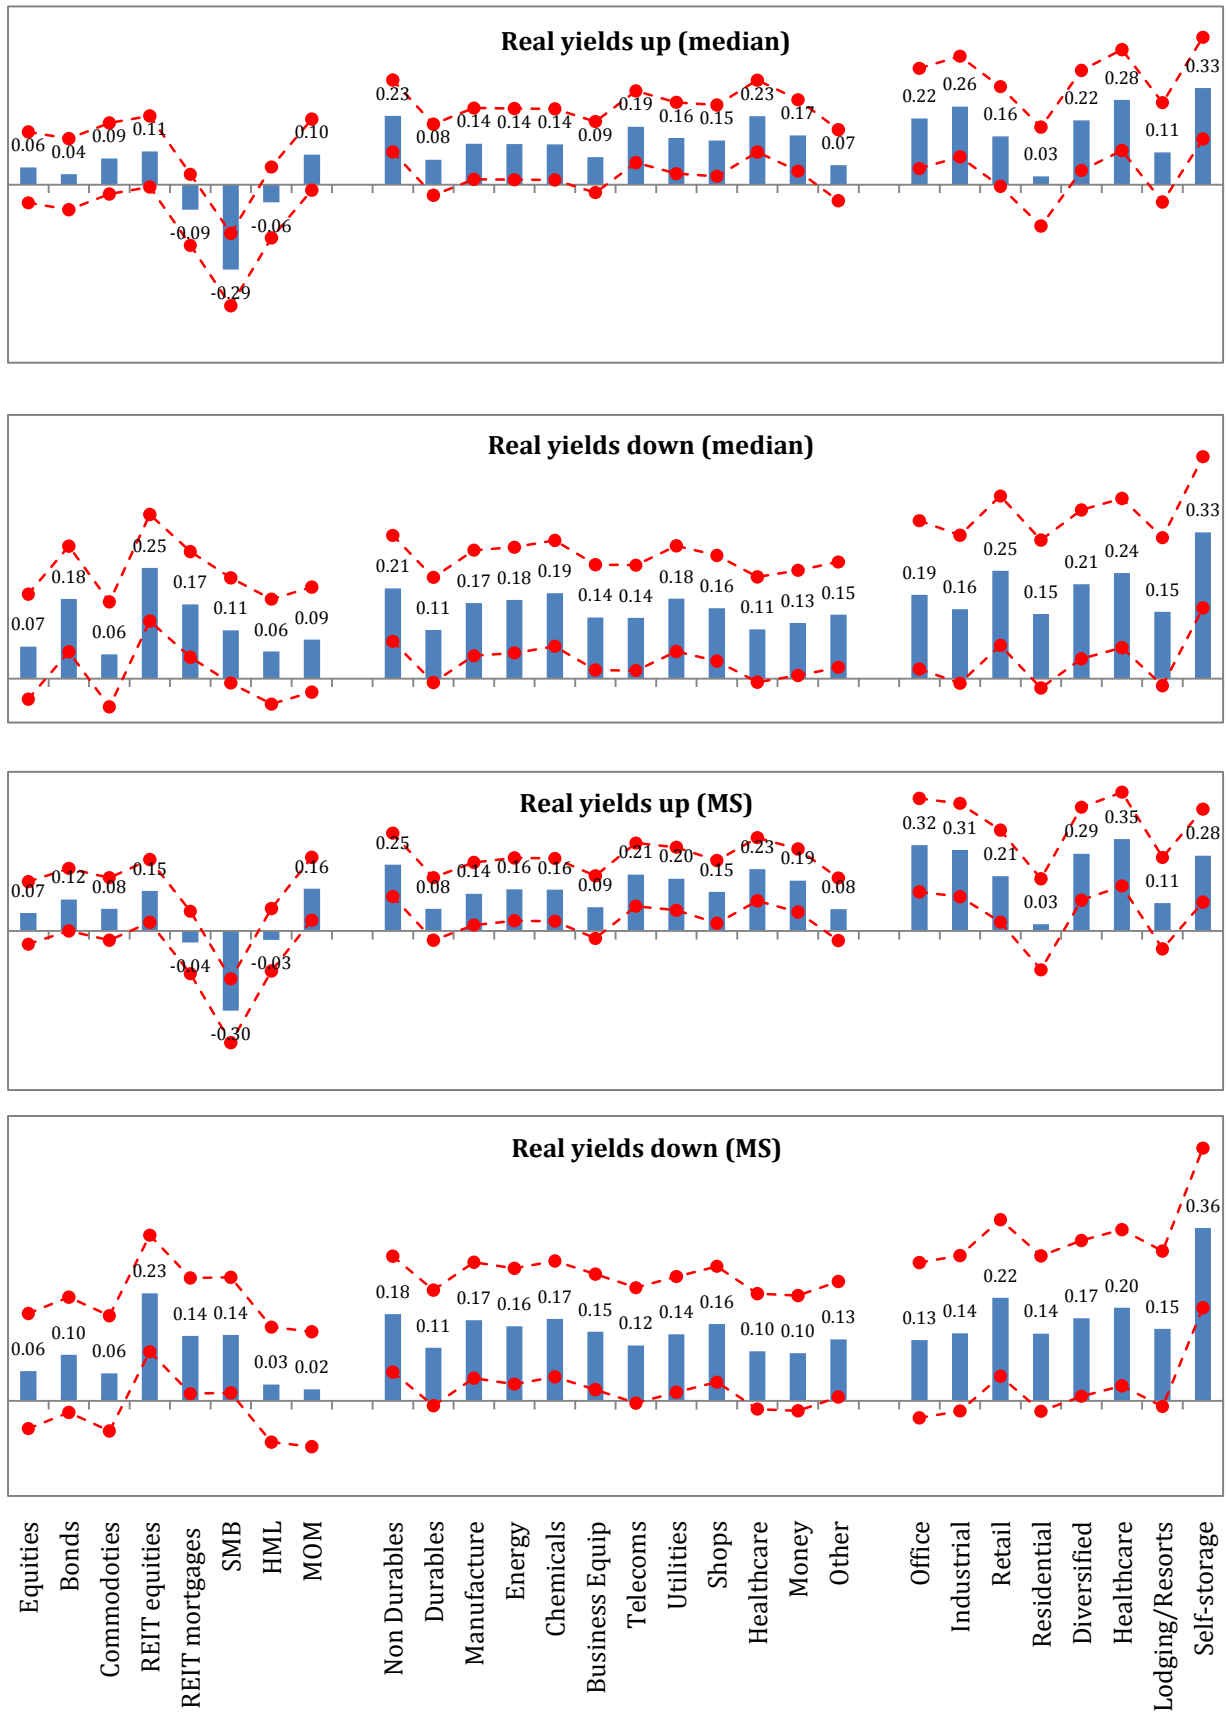 Real yields up (median)
0.06 0.04 0.09 0.11 -0.09 -0.29 -0.06 0.10 0.23 0.08 0.14 0.14 0.14 0.09 0.19 0.16 0.15 0.23 0.17 0.07 0.22 0.26 0.16 0.03 0.22 0.28 0.11 0.33
Real yields down (median)
0.07 0.18 0.06 0.25 0.17 0.11 0.06 0.09 0.21 0.11 0.17 0.18 0.19 0.14 0.14 0.18 0.16 0.11 0.13 0.15 0.19 0.16 0.25 0.15 0.21 0.24 0.15 0.33
Real yields up (MS)
0.07 0.12 0.08 0.15 -0.04 -0.30 -0.03 0.16 0.25 0.08 0.14 0.16 0.16 0.09 0.21 0.20 0.15 0.23 0.19 0.08 0.32 0.31 0.21 0.03 0.29 0.35 0.11 0.28
Real yields down (MS)
0.06 0.10 0.06 0.23 0.14 0.14 0.03 0.02 0.18 0.11 0.17 0.16 0.17 0.15 0.12 0.14 0.16 0.10 0.10 0.13 0.13 0.14 0.22 0.14 0.17 0.20 0.15 0.36
Equities
Bonds
Commodoties
REIT equities
REIT mortgages
SMB
HML
MOM
Non Durables
Durables
Manufacture
Energy
Chemicals
Business Equip
Telecoms
Utilities
Shops
Healthcare
Money
Other
Office
Industrial
Retail
Residential
Diversified
Healthcare
Lodging/Resorts
Self-storage